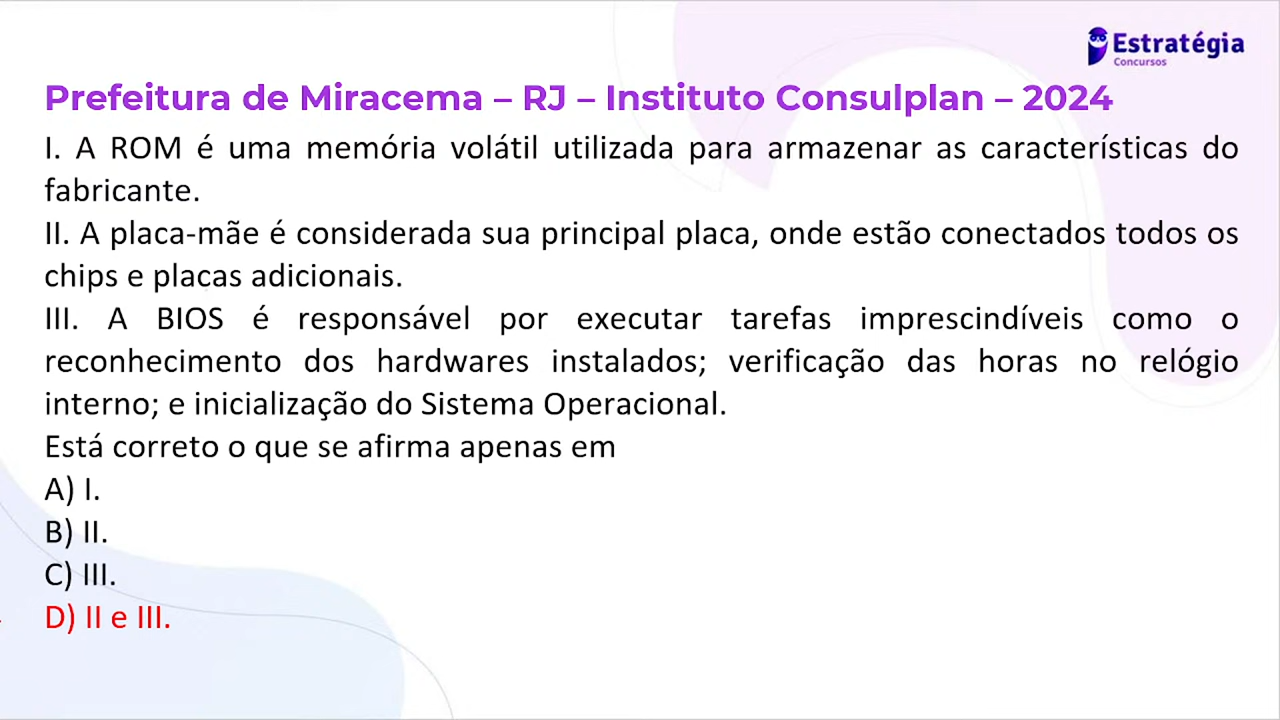 Estratégia
Concursos
Prefeitura de Miracema – RJ – Instituto Consulplan – 2024
I. A ROM é uma memória volátil utilizada para armazenar as características do
fabricante.
II. A placa-mãe é considerada sua principal placa, onde estão conectados todos os
chips e placas adicionais.
III. A BIOS é responsável por executar tarefas imprescindíveis como o
reconhecimento dos hardwares instalados; verificação das horas no relógio
interno; e inicialização do Sistema Operacional.
Está correto o que se afirma apenas em
A) I.
B) II.
C) III.
D) II e III.